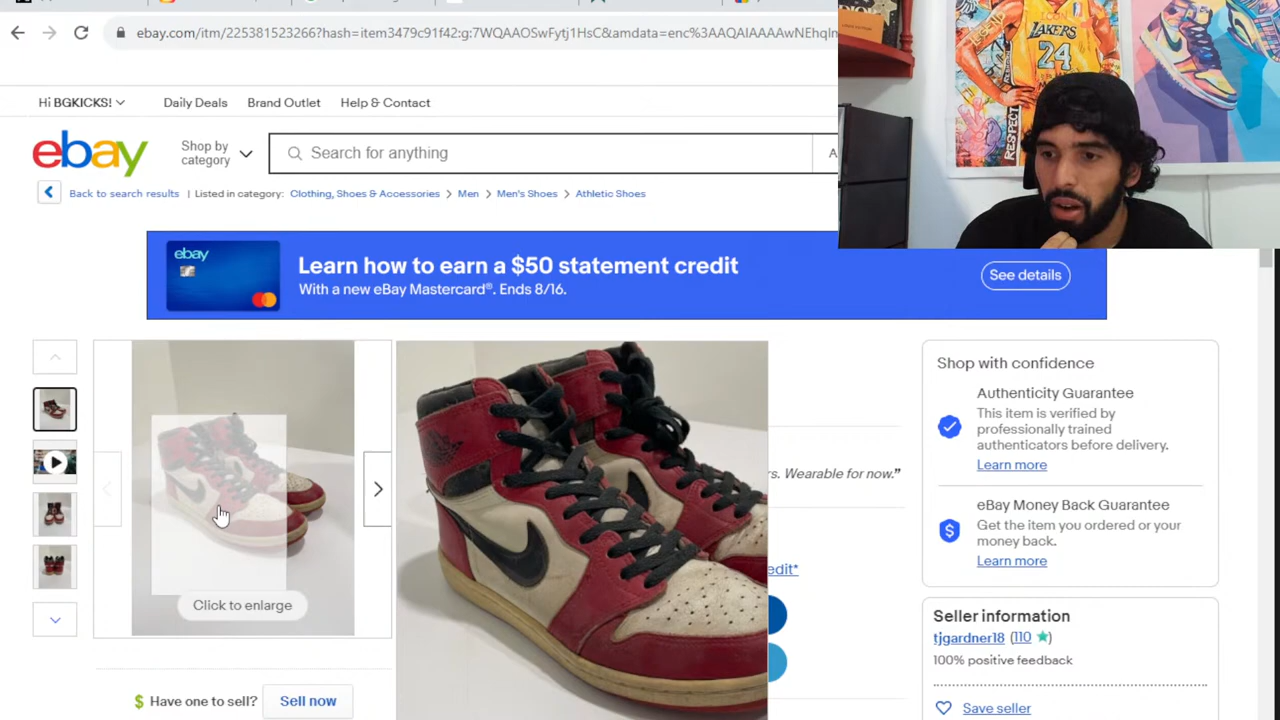 ebay.com/itm/225381523266?hash=item3479c91f42:g:7WQAAOSwFytj1HsC&amdata=enc%3AAQAIAAAAwNEhqIn
Hi BGKICKS!
Daily Deals
Brand Outlet
Help & Contact
ebay
Shop by
category
Search for anything
A
Back to search results
Listed in category:
Clothing, Shoes & Accessories
Men
Men's Shoes
Athletic Shoes
ebay
Learn how to earn a $50 statement credit
With a new eBay Mastercard®. Ends 8/16.
See details
LAKERS
24
RESPECT
Click to enlarge
rs. Wearable for now.”
edit*
Shop with confidence
Authenticity Guarantee
This item is verified by
professionally trained
authenticators before delivery.
Learn more
eBay Money Back Guarantee
Get the item you ordered or your
money back.
Learn more
Seller information
tjgardner18 (110 )
100% positive feedback
Save seller
$ Have one to sell?
Sell now